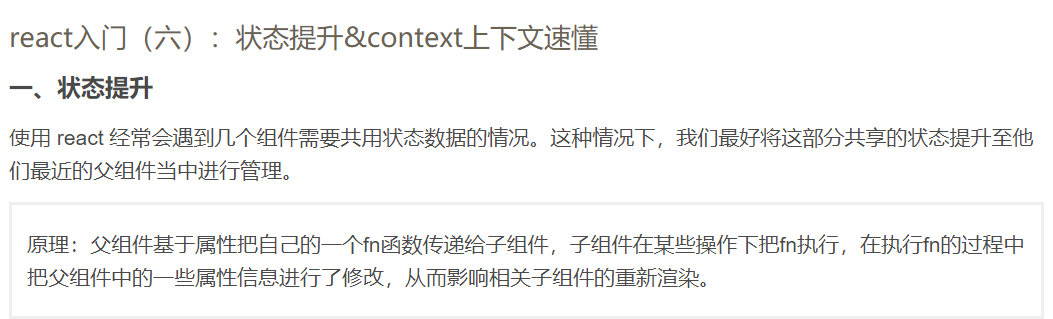 react入门（六）：状态提升&context上下文速懂
一、状态提升
使用 react 经常会遇到几个组件需要共用状态数据的情况。这种情况下，我们最好将这部分共享的状态提升至他
们最近的父组件当中进行管理。
原理：父组件基于属性把自己的一个fn函数传递给子组件，子组件在某些操作下把fn执行，在执行fn的过程中
把父组件中的一些属性信息进行了修改，从而影响相关子组件的重新渲染。